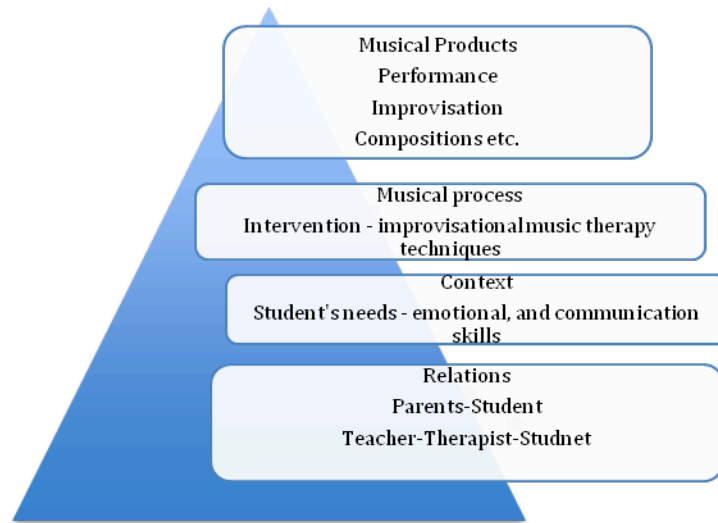 Musical Products
Performance
Improvisation
Compositions etc.
Musical process
Intervention - improvisational music therapy
techniques
Context
Student's needs - emotional, and communication
skills
Relations
Parents-Student
Teacher-Therapist-Studnet